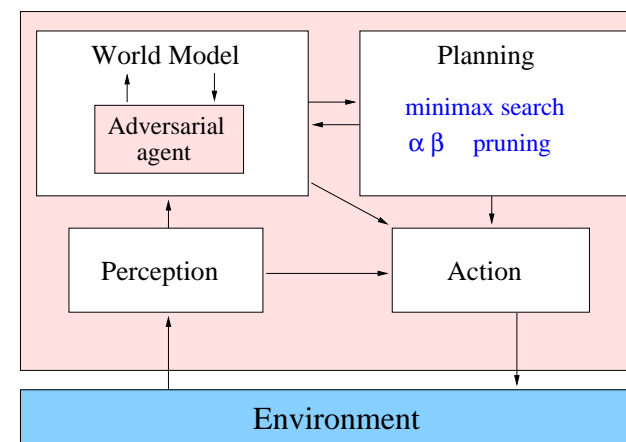 World Model
Adversarial
agent
Planning
minimax search
α β pruning
Perception
Action
Environment